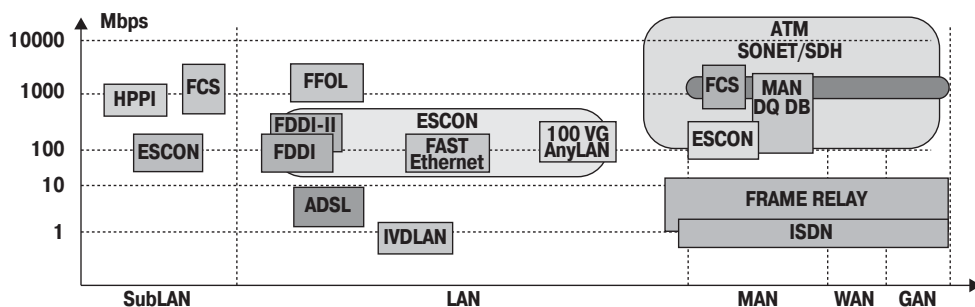 Mbps
10000
1000
100
10
1
HPPI
FCS
ESCON
FFOL
FDDI-II
FDDI
ESCON
FAST
Ethernet
100 VG
AnyLAN
ADSL
IVDLAN
ATM
SONET/SDH
FCS
MAN
DQ DB
ESCON
FRAME RELAY
ISDN
SubLAN
LAN
MAN
WAN
GAN